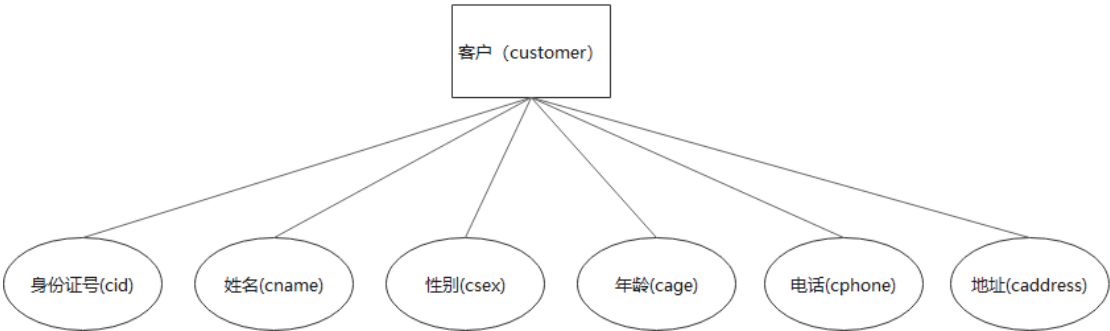 客户（customer）
身份证号(cid)
姓名(cname)
性别(csex)
年龄(cage)
电话(cphone)
地址(caddress)